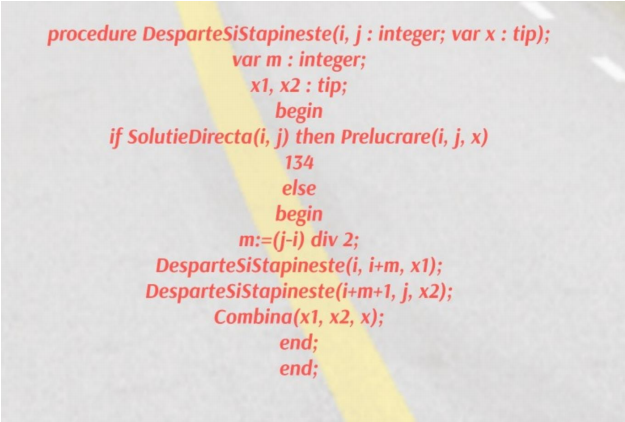 procedure DesparteSiStapineste(i, j : integer; var x : tip);
var m : integer;
x1, x2 : tip;
begin
if SolutieDirecta(i, j) then Prelucrare(i, j, x)
134
else
begin
m:=(j-i) div 2;
DesparteSiStapineste(i, i+m, x1);
DesparteSiStapineste(i+m+1, j, x2);
Combina(x1, x2, x);
end;
end;